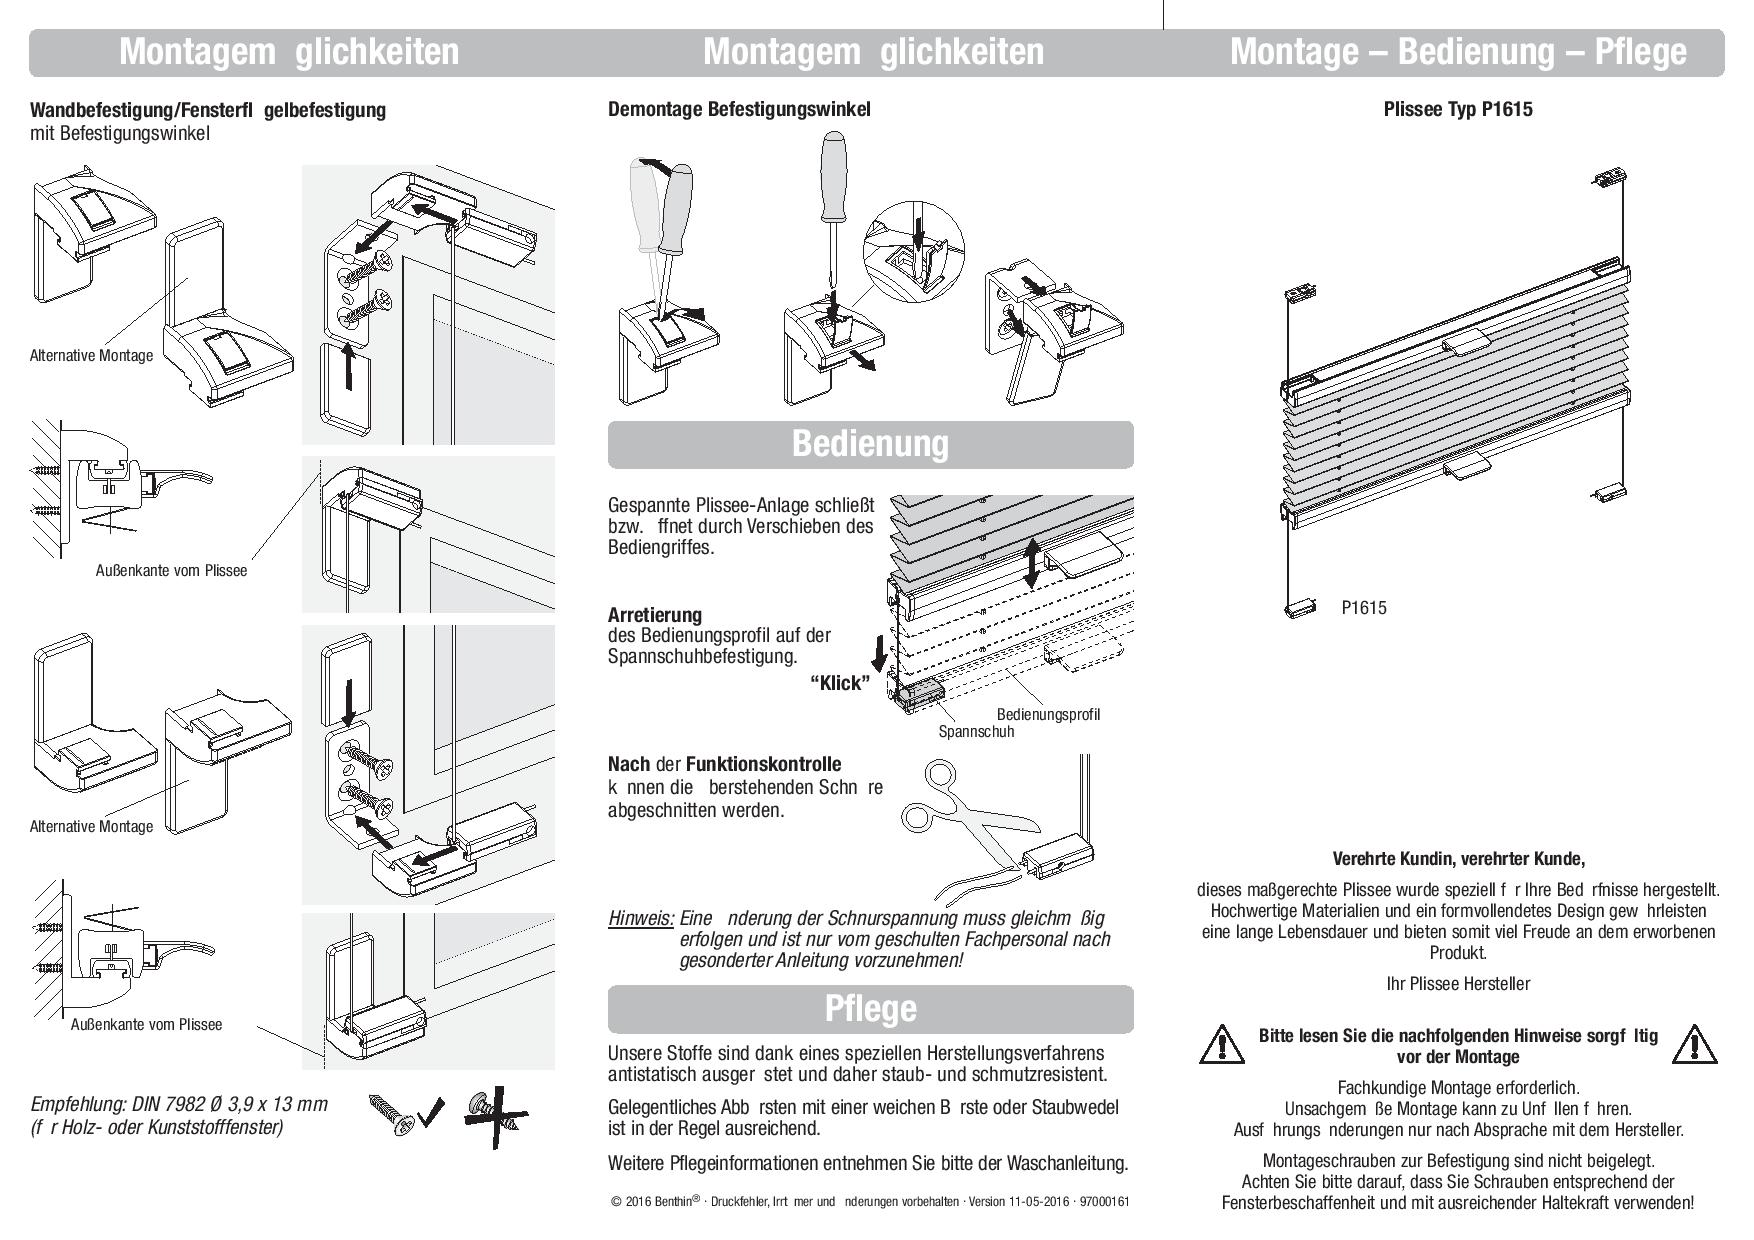 Montagem glichkeiten
Wandbefestigung/Fensterfl gelbefestigung
mit Befestigungswinkel
Alternative Montage
Außenkante vom Plissee
Alternative Montage
Außenkante vom Plissee
Empfehlung: DIN 7982 Ø 3,9 x 13 mm
(f r Holz- oder Kunststofffenster)
Montagem glichkeiten
Demontage Befestigungswinkel
Bedienung
Gespannte Plissee-Anlage schließt
bzw. ffnet durch Verschieben des
Bediengriffes.
Arretierung
des Bedienungsprofil auf der
Spannschuhbefestigung.
“Klick”
Bedienungsprofil
Spannschuh
Nach der Funktionskontrolle
k nnen die berstehenden Schn re
abgeschnitten werden.
Hinweis: Eine nderung der Schnurspannung muss gleichm ßig
erfolgen und ist nur vom geschulten Fachpersonal nach
gesonderter Anleitung vorzunehmen!
Pflege
Unsere Stoffe sind dank eines speziellen Herstellungsverfahrens
antistatisch ausger stet und daher staub- und schmutzresistent.
Gelegentliches Abb rsten mit einer weichen B rste oder Staubwedel
ist in der Regel ausreichend.
Weitere Pflegeinformationen entnehmen Sie bitte der Waschanleitung.
© 2016 Benthin® · Druckfehler, Irrt mer und nderungen vorbehalten · Version 11-05-2016 · 97000161
Montage – Bedienung – Pflege
Plissee Typ P1615
P1615
Verehrte Kundin, verehrter Kunde,
dieses maßgerechte Plissee wurde speziell f r Ihre Bed rfnisse hergestellt.
Hochwertige Materialien und ein formvollendetes Design gew hrleisten
eine lange Lebensdauer und bieten somit viel Freude an dem erworbenen
Produkt.
Ihr Plissee Hersteller
Bitte lesen Sie die nachfolgenden Hinweise sorgf ltig
vor der Montage
Fachkundige Montage erforderlich.
Unsachgem ße Montage kann zu Unf llen f hren.
Ausf hrungs nderungen nur nach Absprache mit dem Hersteller.
Montageschrauben zur Befestigung sind nicht beigelegt.
Achten Sie bitte darauf, dass Sie Schrauben entsprechend der
Fensterbeschaffenheit und mit ausreichender Haltekraft verwenden!